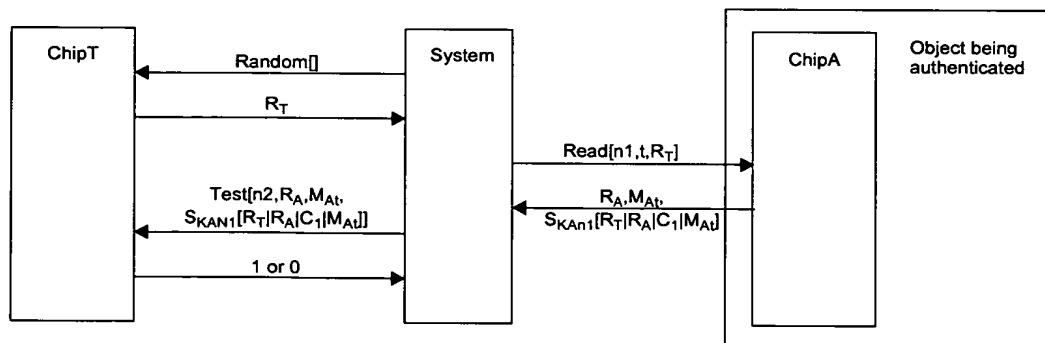 ChipT
System
ChipA
Object being
authenticated
Random[]
R_T
Read[n1,t,R_T]
Test[n2,R_A,M_At,
S_KAN1[R_T|R_A|C_1|M_At]]
R_A,M_At,
S_KAn1[R_T|R_A|C_1|M_At]
1 or 0